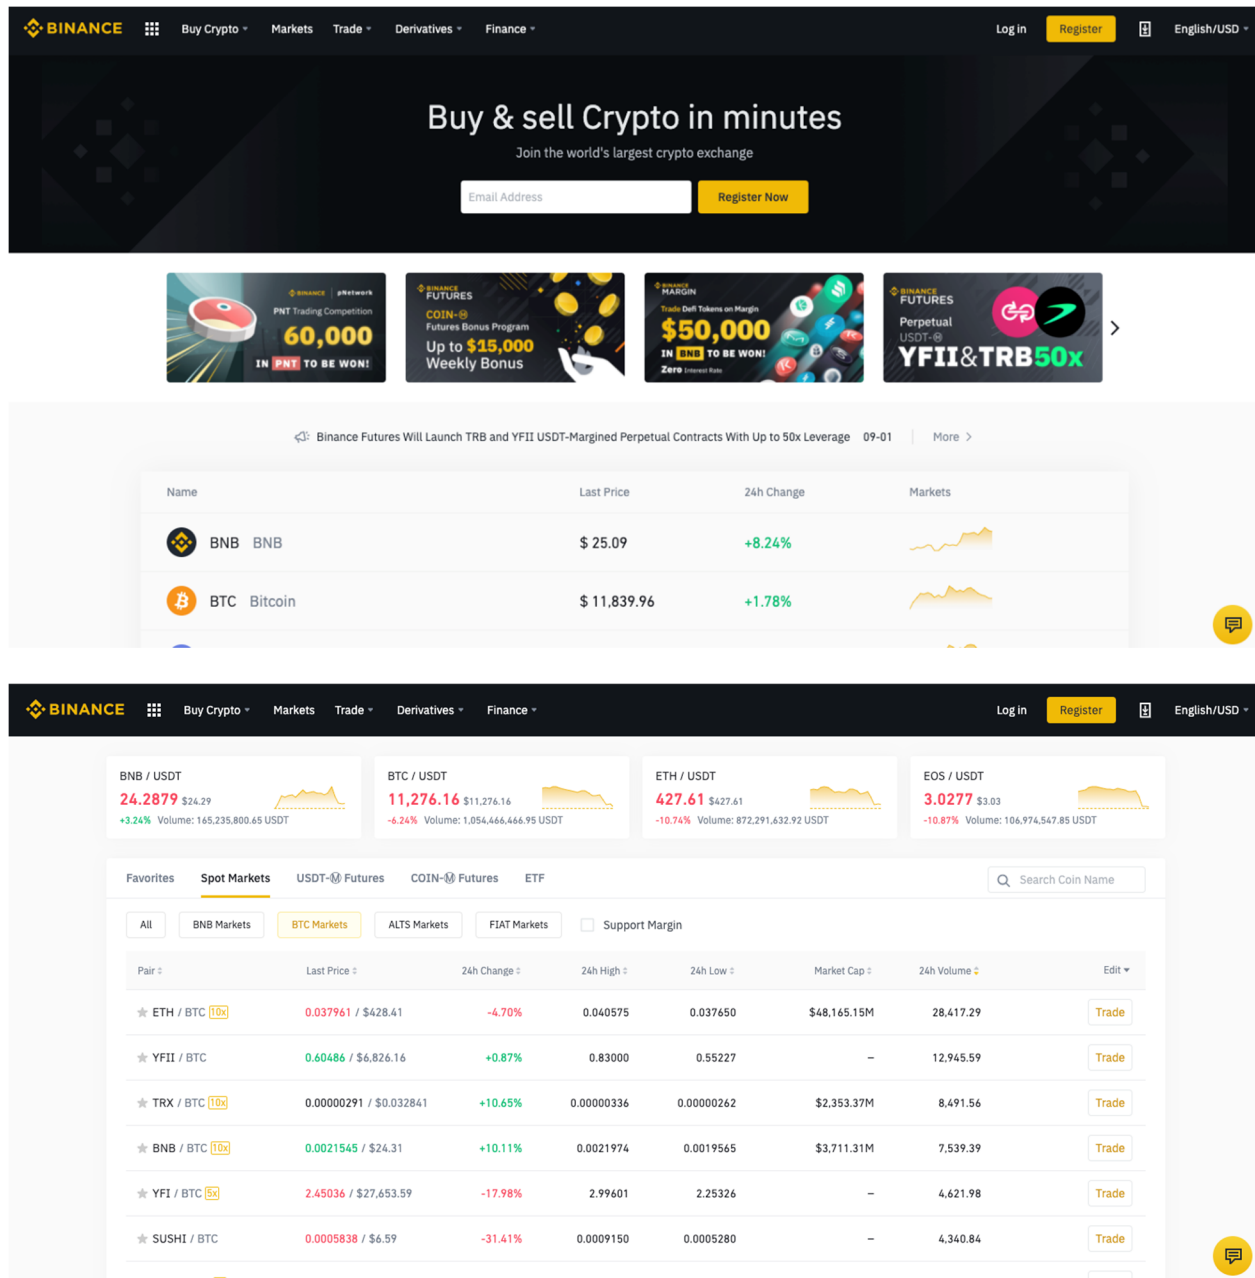 BINANCE Buy Crypto Markets Trade Derivatives Finance Log in Register English/USD
Buy & sell Crypto in minutes
Join the world's largest crypto exchange
Email Address Register Now
BINANCE | pNetwork
PNT Trading Competition
60,000
IN PNT TO BE WON!
BINANCE
FUTURES
COIN-Ⓜ
Futures Bonus Program
Up to $15,000
Weekly Bonus
BINANCE
MARGIN
Trade Defi Tokens on Margin
$50,000
IN BNB TO BE WON!
Zero Interest Rate
BINANCE
FUTURES
Perpetual
USDT-Ⓜ
YFII&TRB50x
Binance Futures Will Launch TRB and YFII USDT-Margined Perpetual Contracts With Up to 50x Leverage 09-01 More
Name Last Price 24h Change Markets
BNB BNB $ 25.09 +8.24%
BTC Bitcoin $ 11,839.96 +1.78%
BINANCE Buy Crypto Markets Trade Derivatives Finance Log in Register English/USD
BNB / USDT
24.2879 $24.29
+3.24% Volume: 165,235,800.65 USDT
BTC / USDT
11,276.16 $11,276.16
-6.24% Volume: 1,054,466,466.95 USDT
ETH / USDT
427.61 $427.61
-10.74% Volume: 872,291,632.92 USDT
EOS / USDT
3.0277 $3.03
-10.87% Volume: 106,974,547.85 USDT
Favorites Spot Markets USDT-Ⓜ Futures COIN-Ⓜ Futures ETF Search Coin Name
All BNB Markets BTC Markets ALTS Markets FIAT Markets Support Margin
Pair Last Price 24h Change 24h High 24h Low Market Cap 24h Volume Edit
ETH / BTC 10x 0.037961 / $428.41 -4.70% 0.040575 0.037650 $48,165.15M 28,417.29 Trade
YFII / BTC 0.60486 / $6,826.16 +0.87% 0.83000 0.55227 – 12,945.59 Trade
TRX / BTC 10x 0.00000291 / $0.032841 +10.65% 0.00000336 0.00000262 $2,353.37M 8,491.56 Trade
BNB / BTC 10x 0.0021545 / $24.31 +10.11% 0.0021974 0.0019565 $3,711.31M 7,539.39 Trade
YFI / BTC 5x 2.45036 / $27,653.59 -17.98% 2.99601 2.25326 – 4,621.98 Trade
SUSHI / BTC 0.0005838 / $6.59 -31.41% 0.0009150 0.0005280 – 4,340.84 Trade